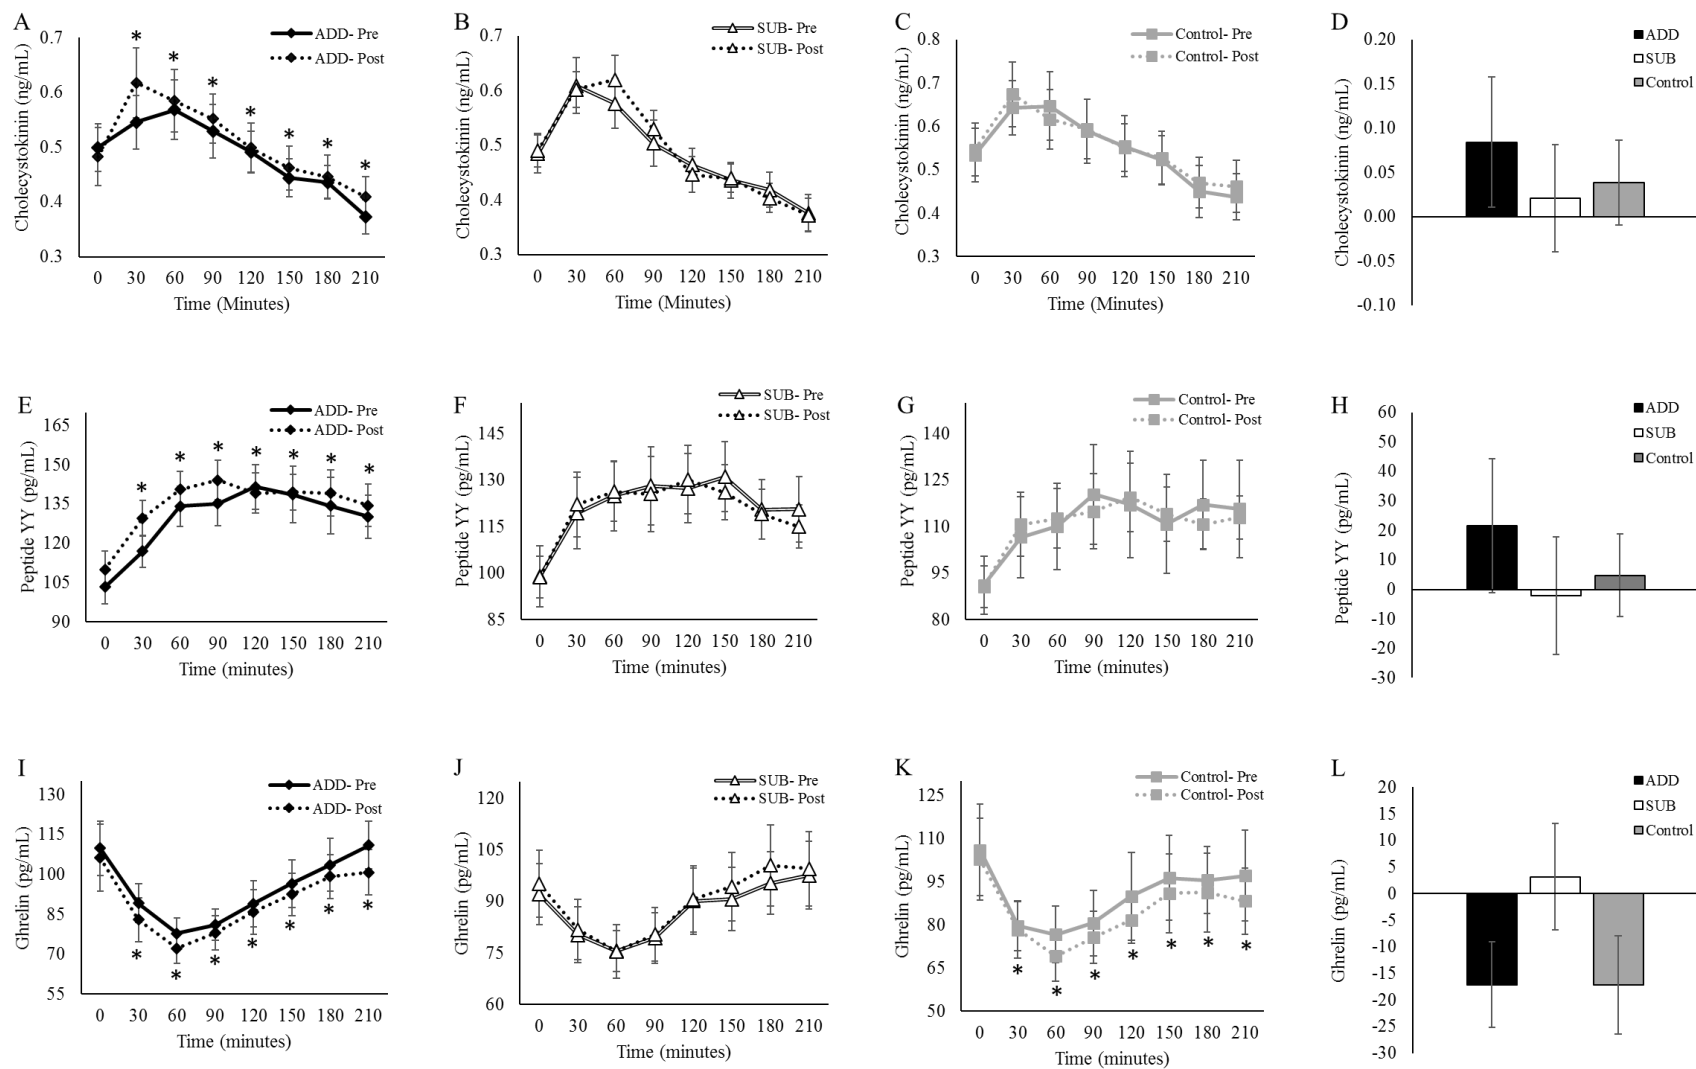 A
ADD- Pre
ADD- Post
Cholecystokinin (ng/mL)
0.7
0.6
0.5
0.4
0.3
* * * * * * *
0 30 60 90 120 150 180 210
Time (Minutes)
B
SUB- Pre
SUB- Post
Cholecystokinin (ng/mL)
0.7
0.6
0.5
0.4
0.3
0 30 60 90 120 150 180 210
Time (Minutes)
C
Control- Pre
Control- Post
Cholecystokinin (ng/mL)
0.8
0.7
0.6
0.5
0.4
0.3
0 30 60 90 120 150 180 210
Time (Minutes)
D
ADD
SUB
Control
Cholecystokinin (ng/mL)
0.20
0.15
0.10
0.05
0.00
-0.05
-0.10
E
ADD- Pre
ADD- Post
Peptide YY (pg/mL)
165
150
135
120
105
90
* * * * * * *
0 30 60 90 120 150 180 210
Time (minutes)
F
SUB- Pre
SUB- Post
Peptide YY (pg/mL)
145
130
115
100
85
0 30 60 90 120 150 180 210
Time (minutes)
G
Control- Pre
Control- Post
Peptide YY (pg/mL)
140
125
110
95
80
0 30 60 90 120 150 180 210
Time (minutes)
H
ADD
SUB
Control
Peptide YY (pg/mL)
60
50
40
30
20
10
0
-10
-20
-30
I
ADD- Pre
ADD- Post
Ghrelin (pg/mL)
130
115
100
85
70
55
* * * * * * *
0 30 60 90 120 150 180 210
Time (minutes)
J
SUB- Pre
SUB- Post
Ghrelin (pg/mL)
120
105
90
75
60
0 30 60 90 120 150 180 210
Time (minutes)
K
Control- Pre
Control- Post
Ghrelin (pg/mL)
125
110
95
80
65
50
* * * * * * *
0 30 60 90 120 150 180 210
Time (minutes)
L
ADD
SUB
Control
Ghrelin (pg/mL)
20
15
10
5
0
-5
-10
-15
-20
-25
-30